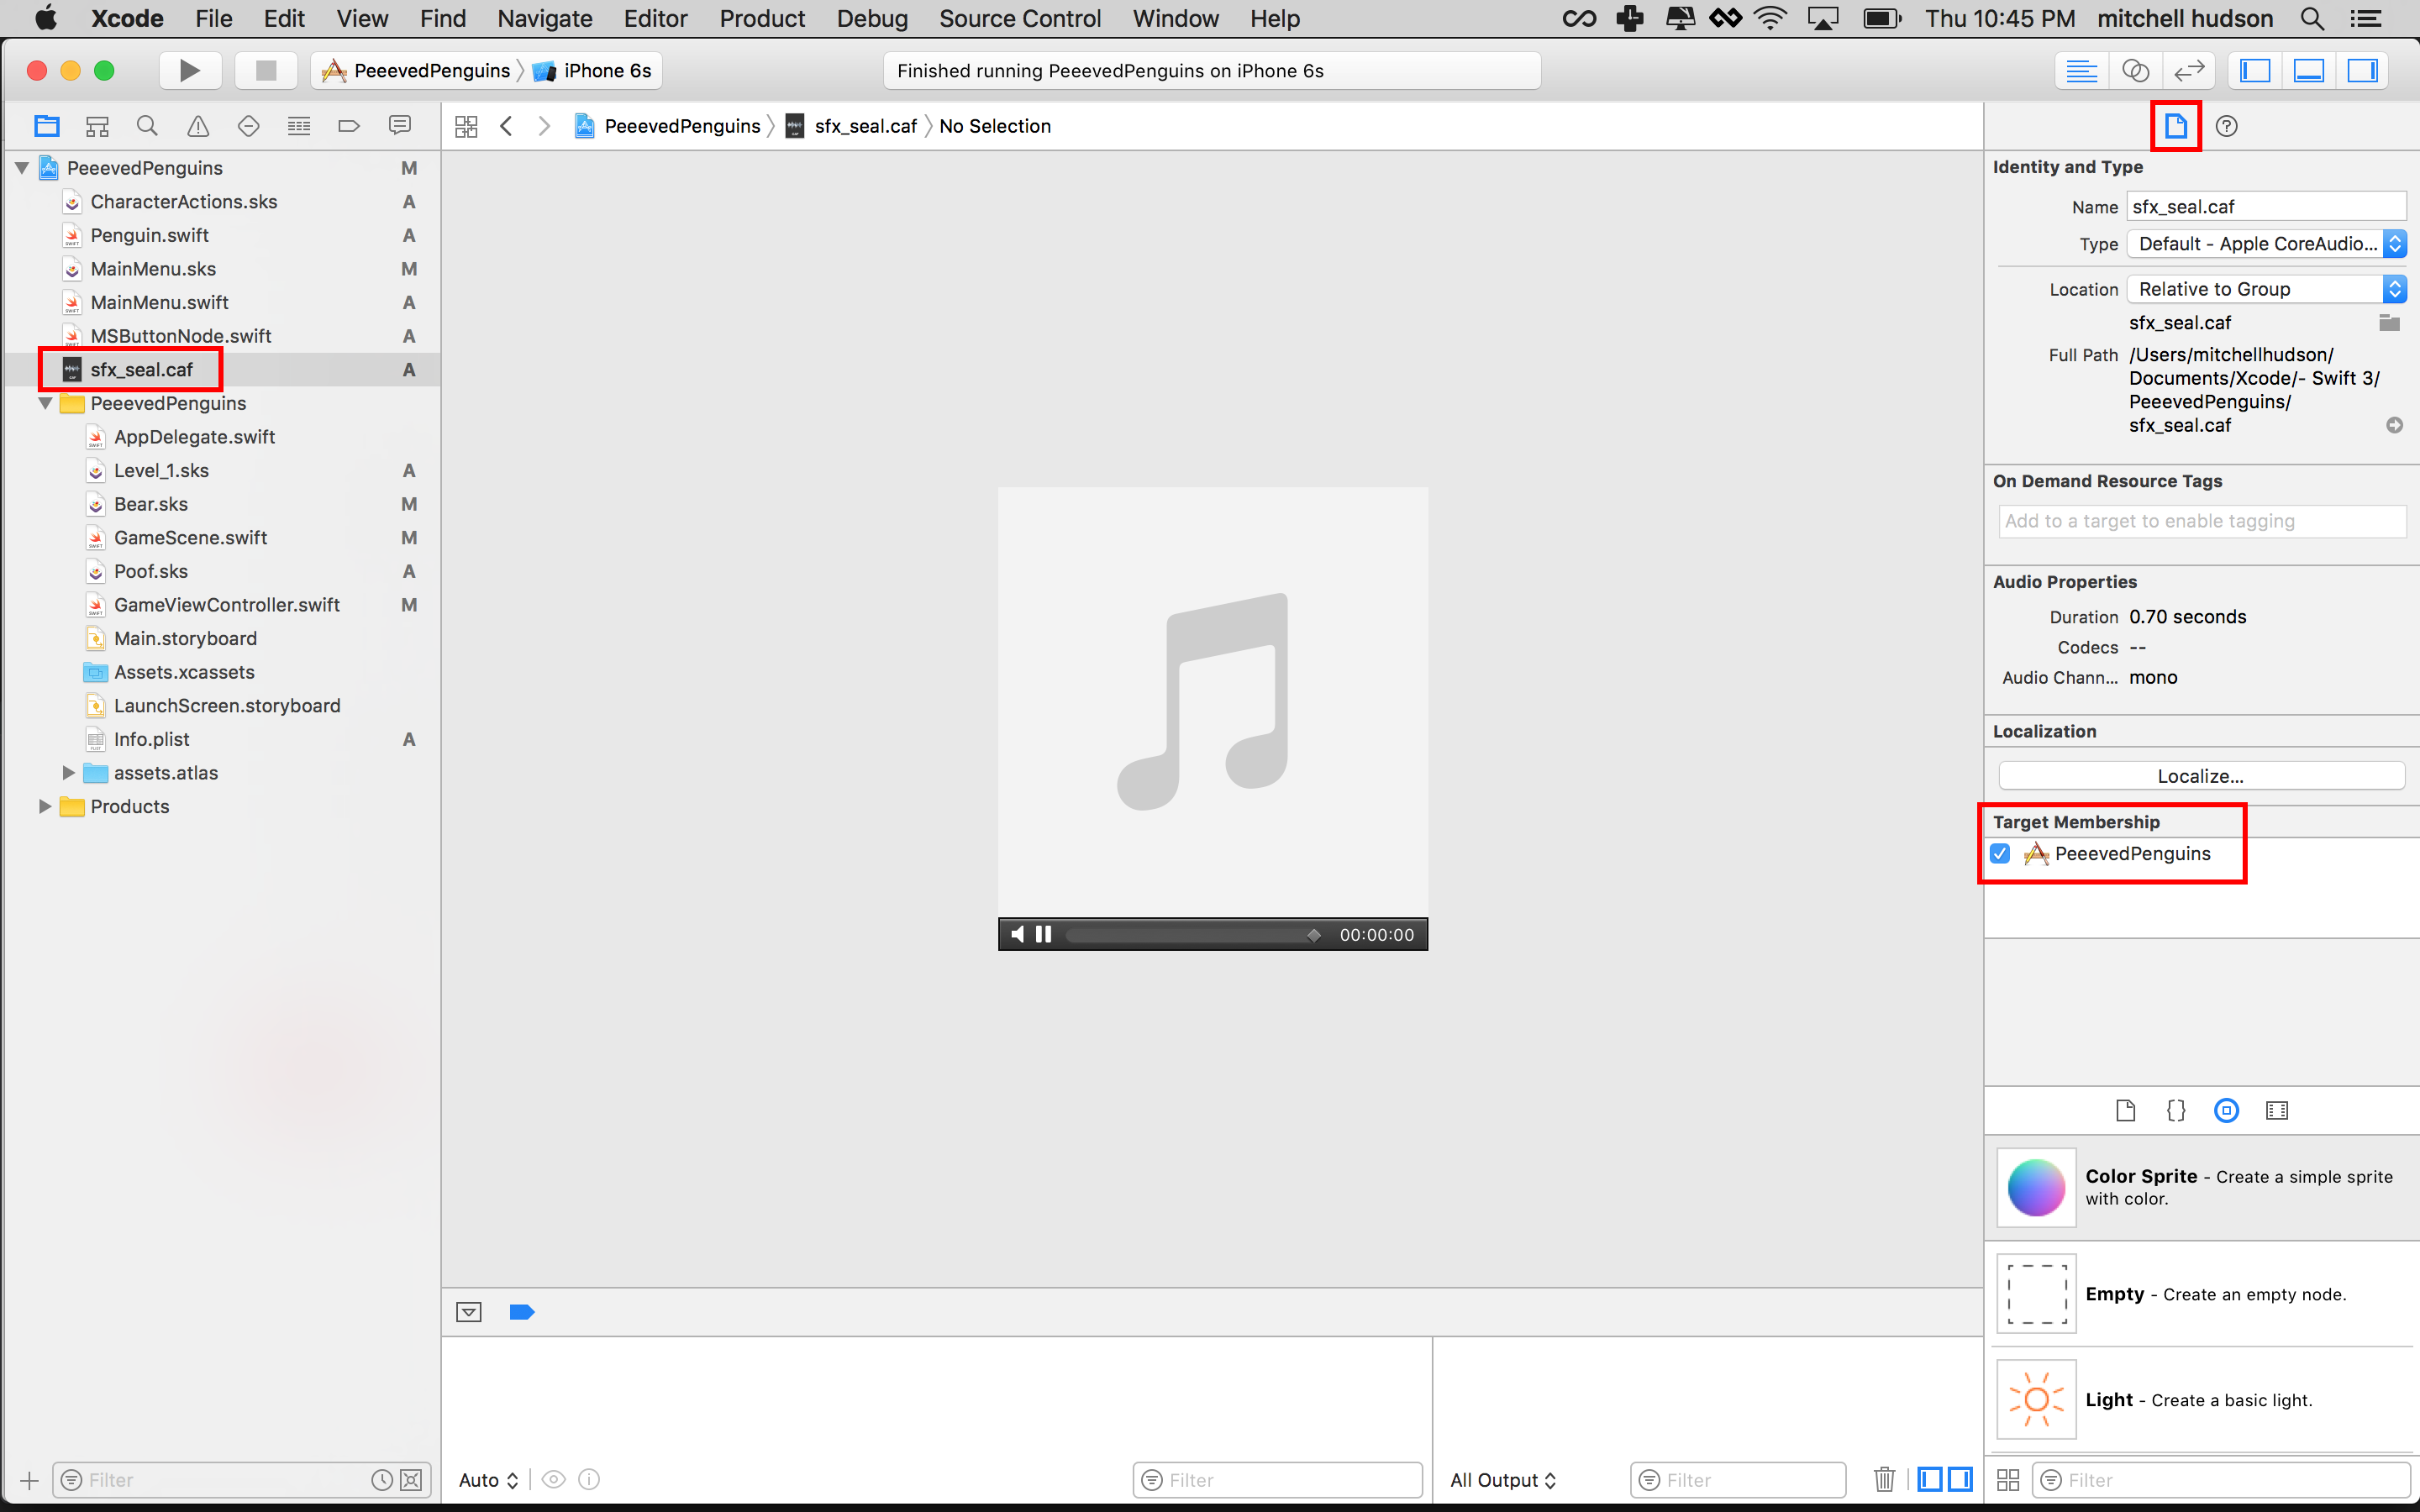 Xcode File Edit View Find Navigate Editor Product Debug Source Control Window Help Thu 10:45 PM mitchell hudson
PeeevedPenguins iPhone 6s
Finished running PeeevedPenguins on iPhone 6s
PeeevedPenguins sfx_seal.caf No Selection
PeeevedPenguins M
CharacterActions.sks A
Penguin.swift A
MainMenu.sks M
MainMenu.swift A
MSButtonNode.swift A
sfx_seal.caf A
PeeevedPenguins
AppDelegate.swift
Level_1.sks A
Bear.sks M
GameScene.swift M
Poof.sks A
GameViewController.swift M
Main.storyboard
Assets.xcassets
LaunchScreen.storyboard
Info.plist A
assets.atlas
Products
Filter
00:00:00
Auto
Filter
All Output
Filter
Identity and Type
Name sfx_seal.caf
Type Default - Apple CoreAudio...
Location Relative to Group
sfx_seal.caf
Full Path /Users/mitchellhudson/
Documents/Xcode/- Swift 3/
PeeevedPenguins/
sfx_seal.caf
On Demand Resource Tags
Add to a target to enable tagging
Audio Properties
Duration 0.70 seconds
Codecs --
Audio Chann... mono
Localization
Localize...
Target Membership
PeeevedPenguins
Color Sprite - Create a simple sprite
with color.
Empty - Create an empty node.
Light - Create a basic light.
Filter